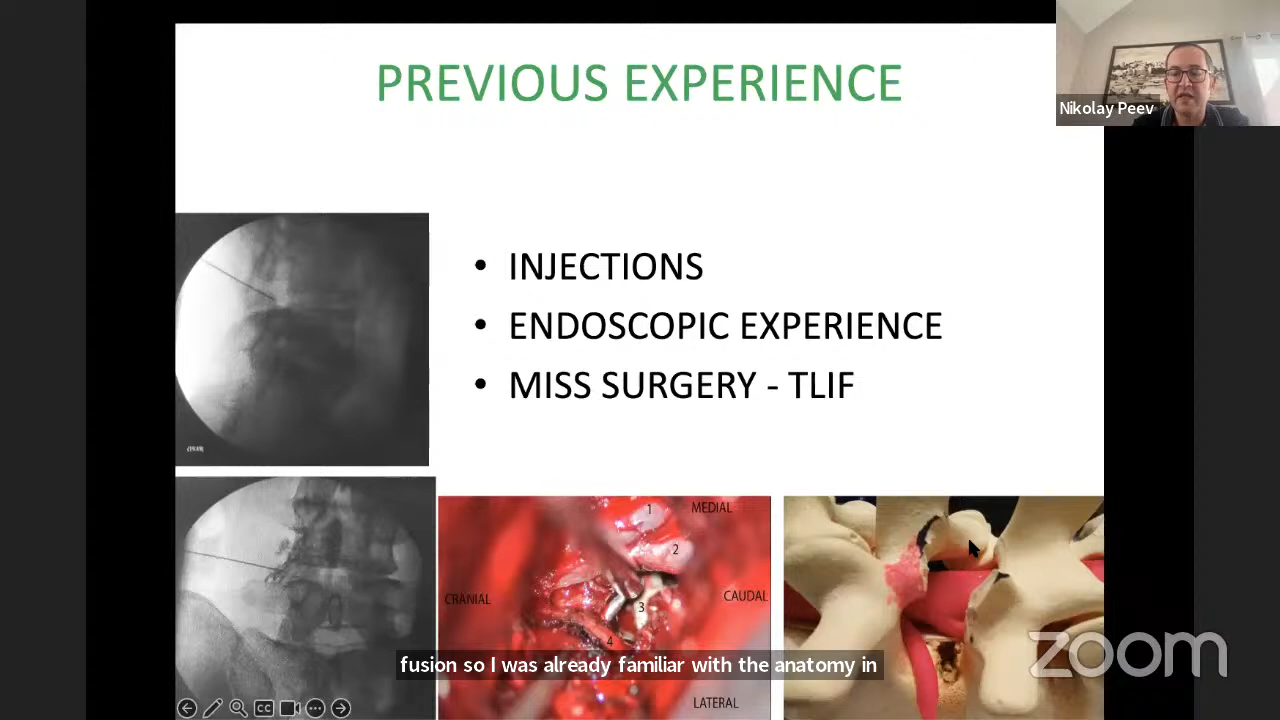 PREVIOUS EXPERIENCE
Nikolay Peev
• INJECTIONS
• ENDOSCOPIC EXPERIENCE
• MISS SURGERY - TLIF
1
MEDIAL
2
CRANIAL
CAUDAL
3
4
LATERAL
fusion so I was already familiar with the anatomy in
zoom
CC